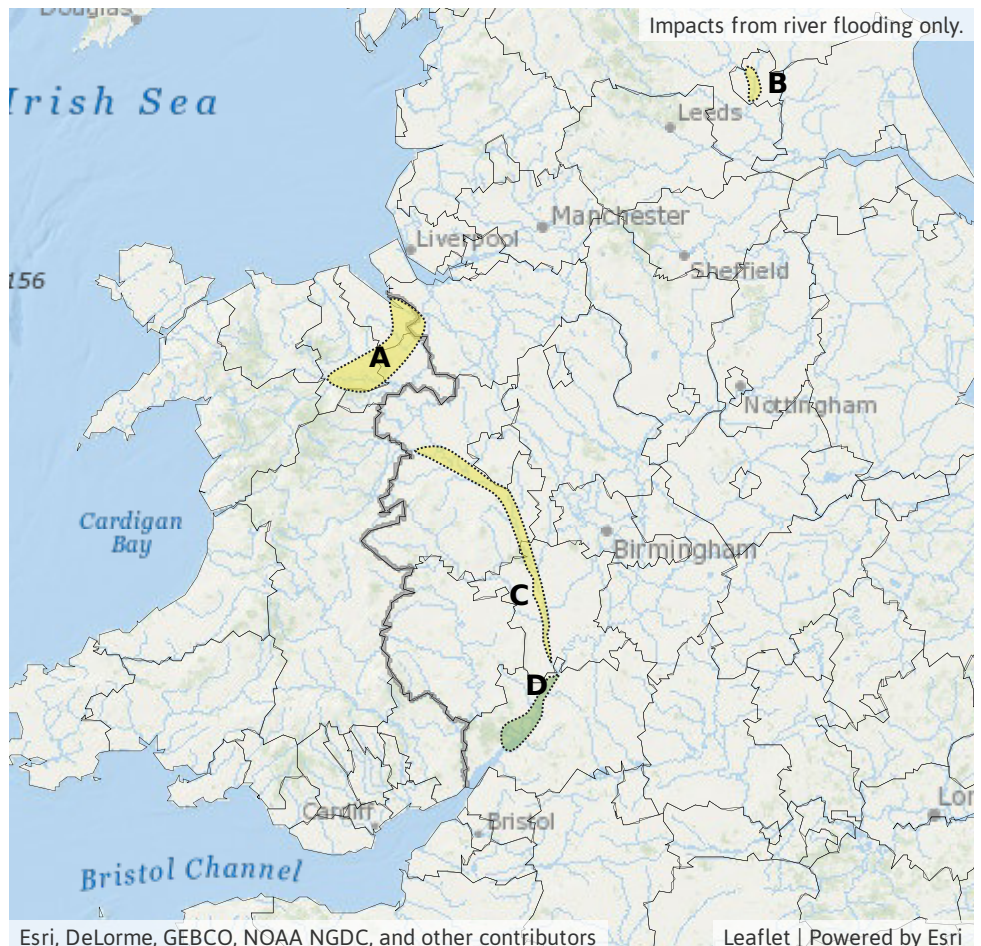 Douglas
Impacts from river flooding only.
Irish Sea
B
Leeds
Manchester
Liverpool
Sheffield
156
A
Nottingham
Cardigan
Bay
Birmingham
C
D
Cardiff
Bristol
Lon
Bristol Channel
Esri, DeLorme, GEBCO, NOAA NGDC, and other contributors
Leaflet | Powered by Esri